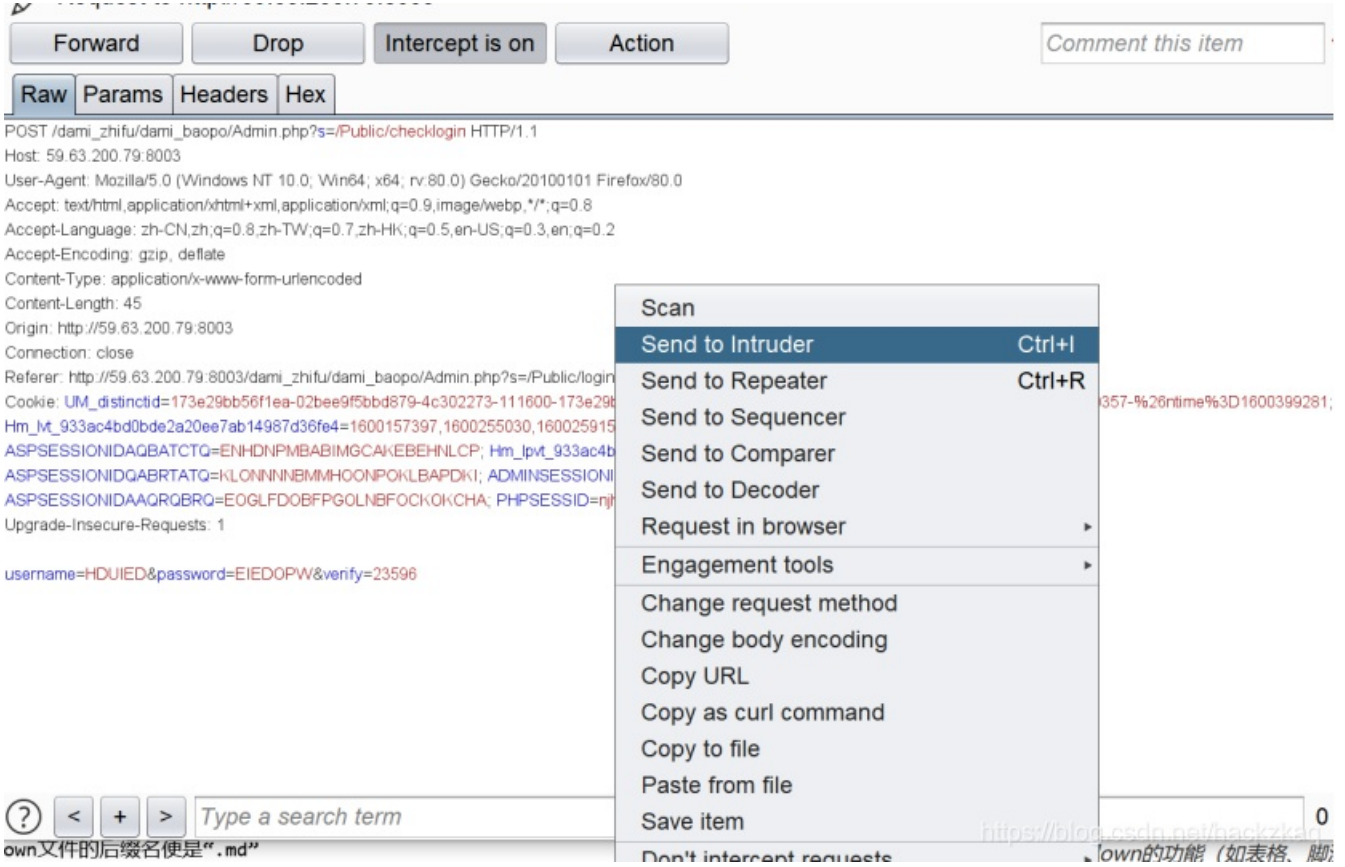 Forward Drop Intercept is on Action Comment this item
Raw Params Headers Hex
POST /dami_zhifu/dami_baopo/Admin.php?s=/Public/checklogin HTTP/1.1
Host: 59.63.200.79:8003
User-Agent: Mozilla/5.0 (Windows NT 10.0; Win64; x64; rv:80.0) Gecko/20100101 Firefox/80.0
Accept: text/html,application/xhtml+xml,application/xml;q=0.9,image/webp,*/*;q=0.8
Accept-Language: zh-CN,zh;q=0.8,zh-TW;q=0.7,zh-HK;q=0.5,en-US;q=0.3,en;q=0.2
Accept-Encoding: gzip, deflate
Content-Type: application/x-www-form-urlencoded
Content-Length: 45
Origin: http://59.63.200.79:8003
Connection: close
Referer: http://59.63.200.79:8003/dami_zhifu/dami_baopo/Admin.php?s=/Public/login
Cookie: UM_distinctid=173e29bb56f1ea-02bee9f5bbd879-4c302273-111600-173e29b 0357-%26ntime%3D1600399281;
Hm_lvt_933ac4bd0bde2a20ee7ab14987d36fe4=1600157397,1600255030,160025915
ASPSESSIONIDAQBATCTQ=ENHDNPMBABIMGCAKEBEHNLCP; Hm_lpvt_933ac4b
ASPSESSIONIDQABRTATQ=KLONNNNBMMHOONPOKLBAPDKI; ADMINSESSIONI
ASPSESSIONIDAAQRQBRQ=EOGLFDOBFPGOLNBFOCKOKCHA; PHPSESSID=njh
Upgrade-Insecure-Requests: 1
username=HDUIED&password=EIEDOPW&verify=23596
Scan
Send to Intruder Ctrl+I
Send to Repeater Ctrl+R
Send to Sequencer
Send to Comparer
Send to Decoder
Request in browser
Engagement tools
Change request method
Change body encoding
Copy URL
Copy as curl command
Copy to file
Paste from file
Save item
Don't intercept requests
? < + > Type a search term 0
https://blog.csdn.net/hackzkaq
own文件的后缀名便是“.md” down的功能（如表格、脚